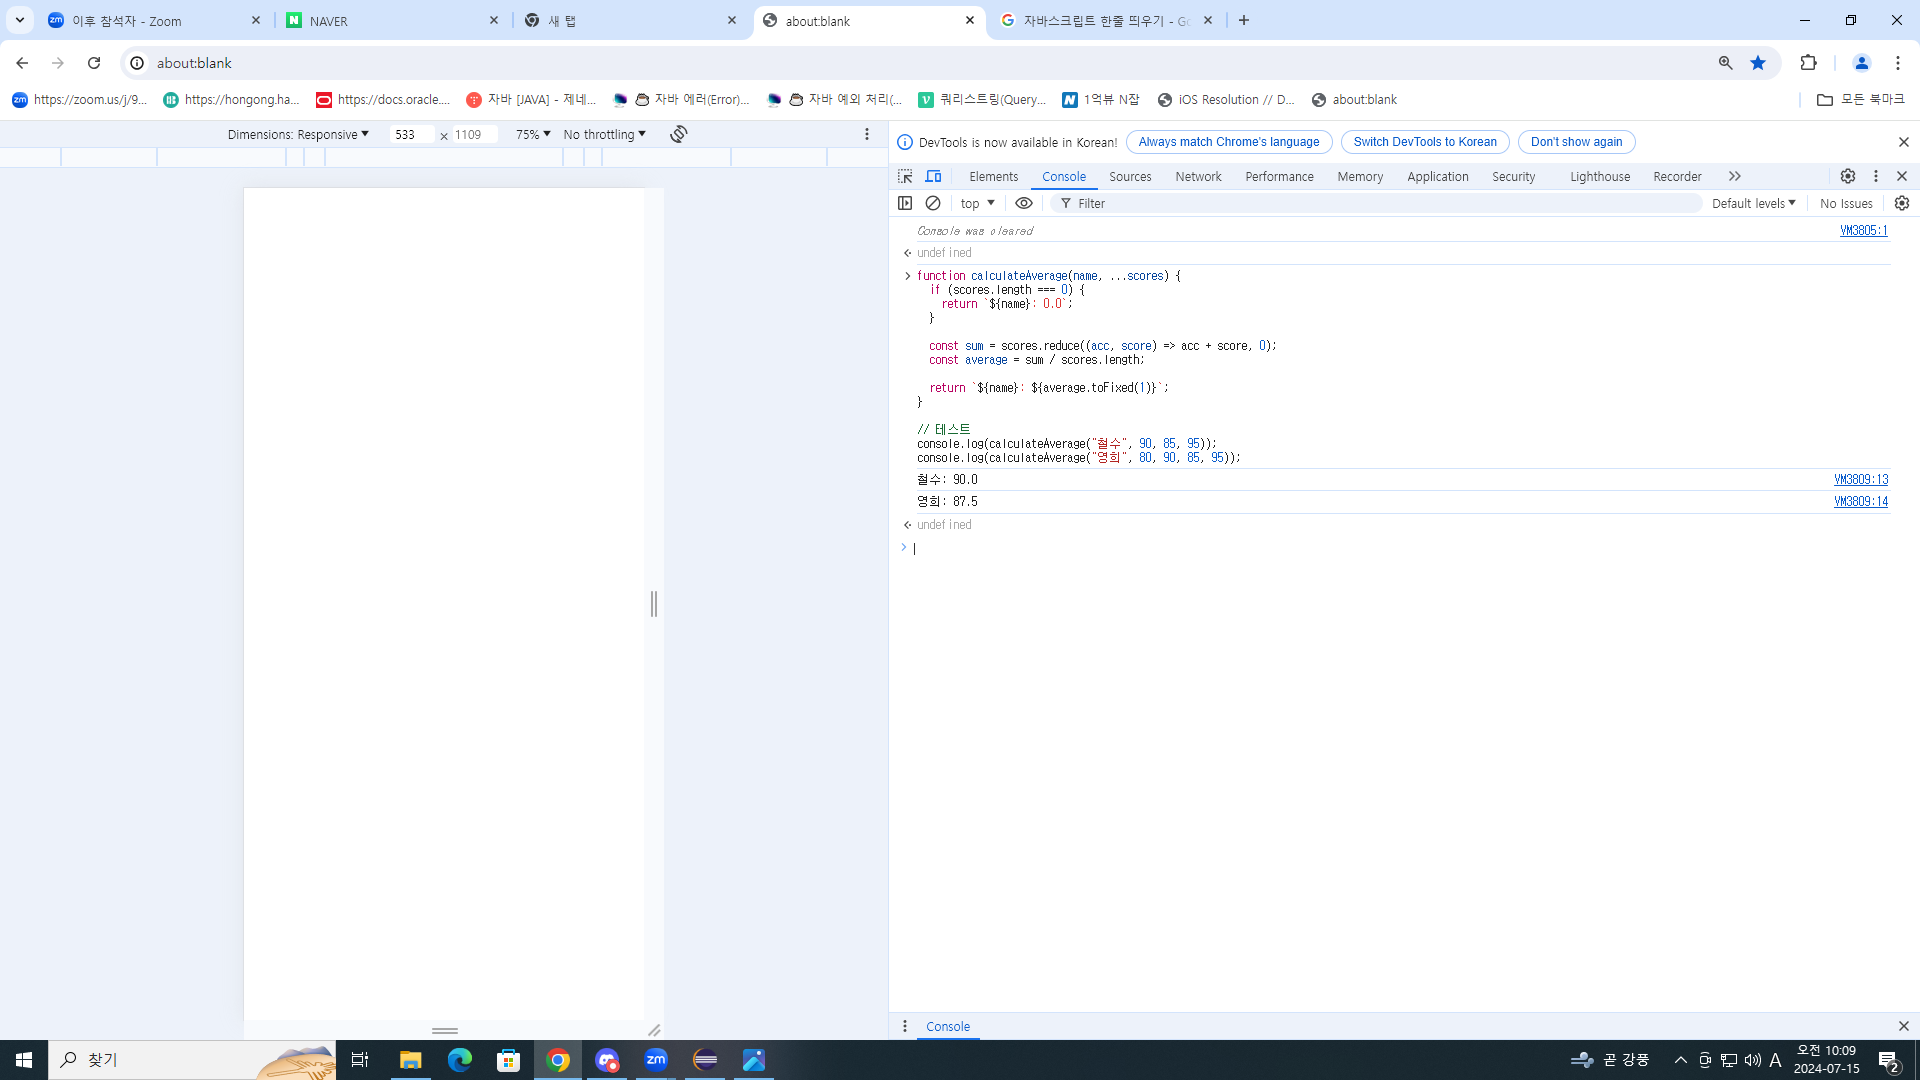 이후 참석자 - Zoom
NAVER
새 탭
about:blank
자바스크립트 한줄 띄우기 - Go
about:blank
https://zoom.us/j/9...
https://hongong.ha...
https://docs.oracle....
자바 [JAVA] - 제네...
자바 에러(Error)...
자바 예외 처리(...
쿼리스트링(Query...
1억뷰 N잡
iOS Resolution // D...
about:blank
모든 북마크
Dimensions: Responsive
533 × 1109
75%
No throttling
DevTools is now available in Korean!
Always match Chrome's language
Switch DevTools to Korean
Don't show again
Elements
Console
Sources
Network
Performance
Memory
Application
Security
Lighthouse
Recorder
top
Filter
Default levels
No Issues
Console was cleared VM3805:1
undefined
function calculateAverage(name, ...scores) {
if (scores.length === 0) {
return `${name}: 0.0`;
}
const sum = scores.reduce((acc, score) => acc + score, 0);
const average = sum / scores.length;
return `${name}: ${average.toFixed(1)}`;
}
// 테스트
console.log(calculateAverage("철수", 90, 85, 95));
console.log(calculateAverage("영희", 80, 90, 85, 95));
철수: 90.0 VM3809:13
영희: 87.5 VM3809:14
undefined
Console
찾기
곧 강풍
A
오전 10:09
2024-07-15
2